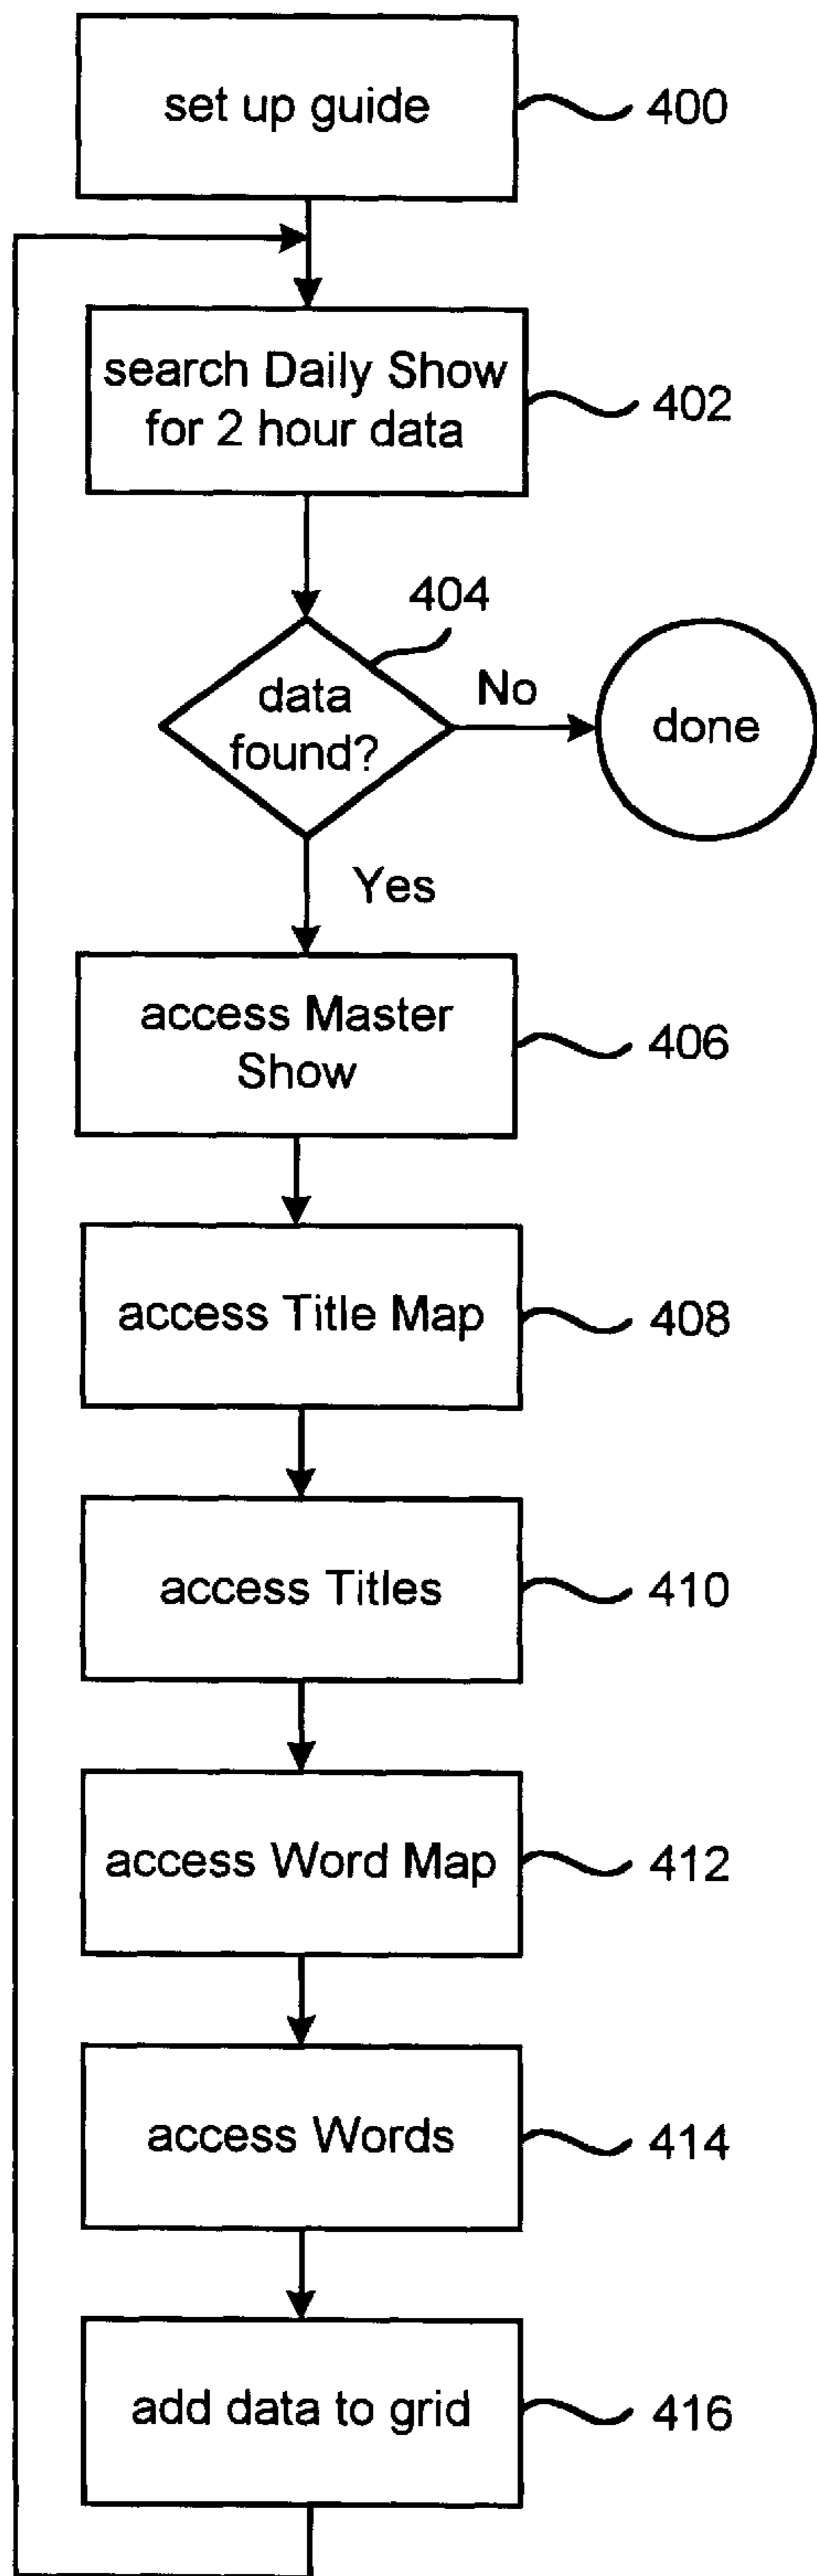 set up guide
400
search Daily Show
for 2 hour data
402
404
data
found?
No
done
Yes
access Master
Show
406
access Title Map
408
access Titles
410
access Word Map
412
access Words
414
add data to grid
416